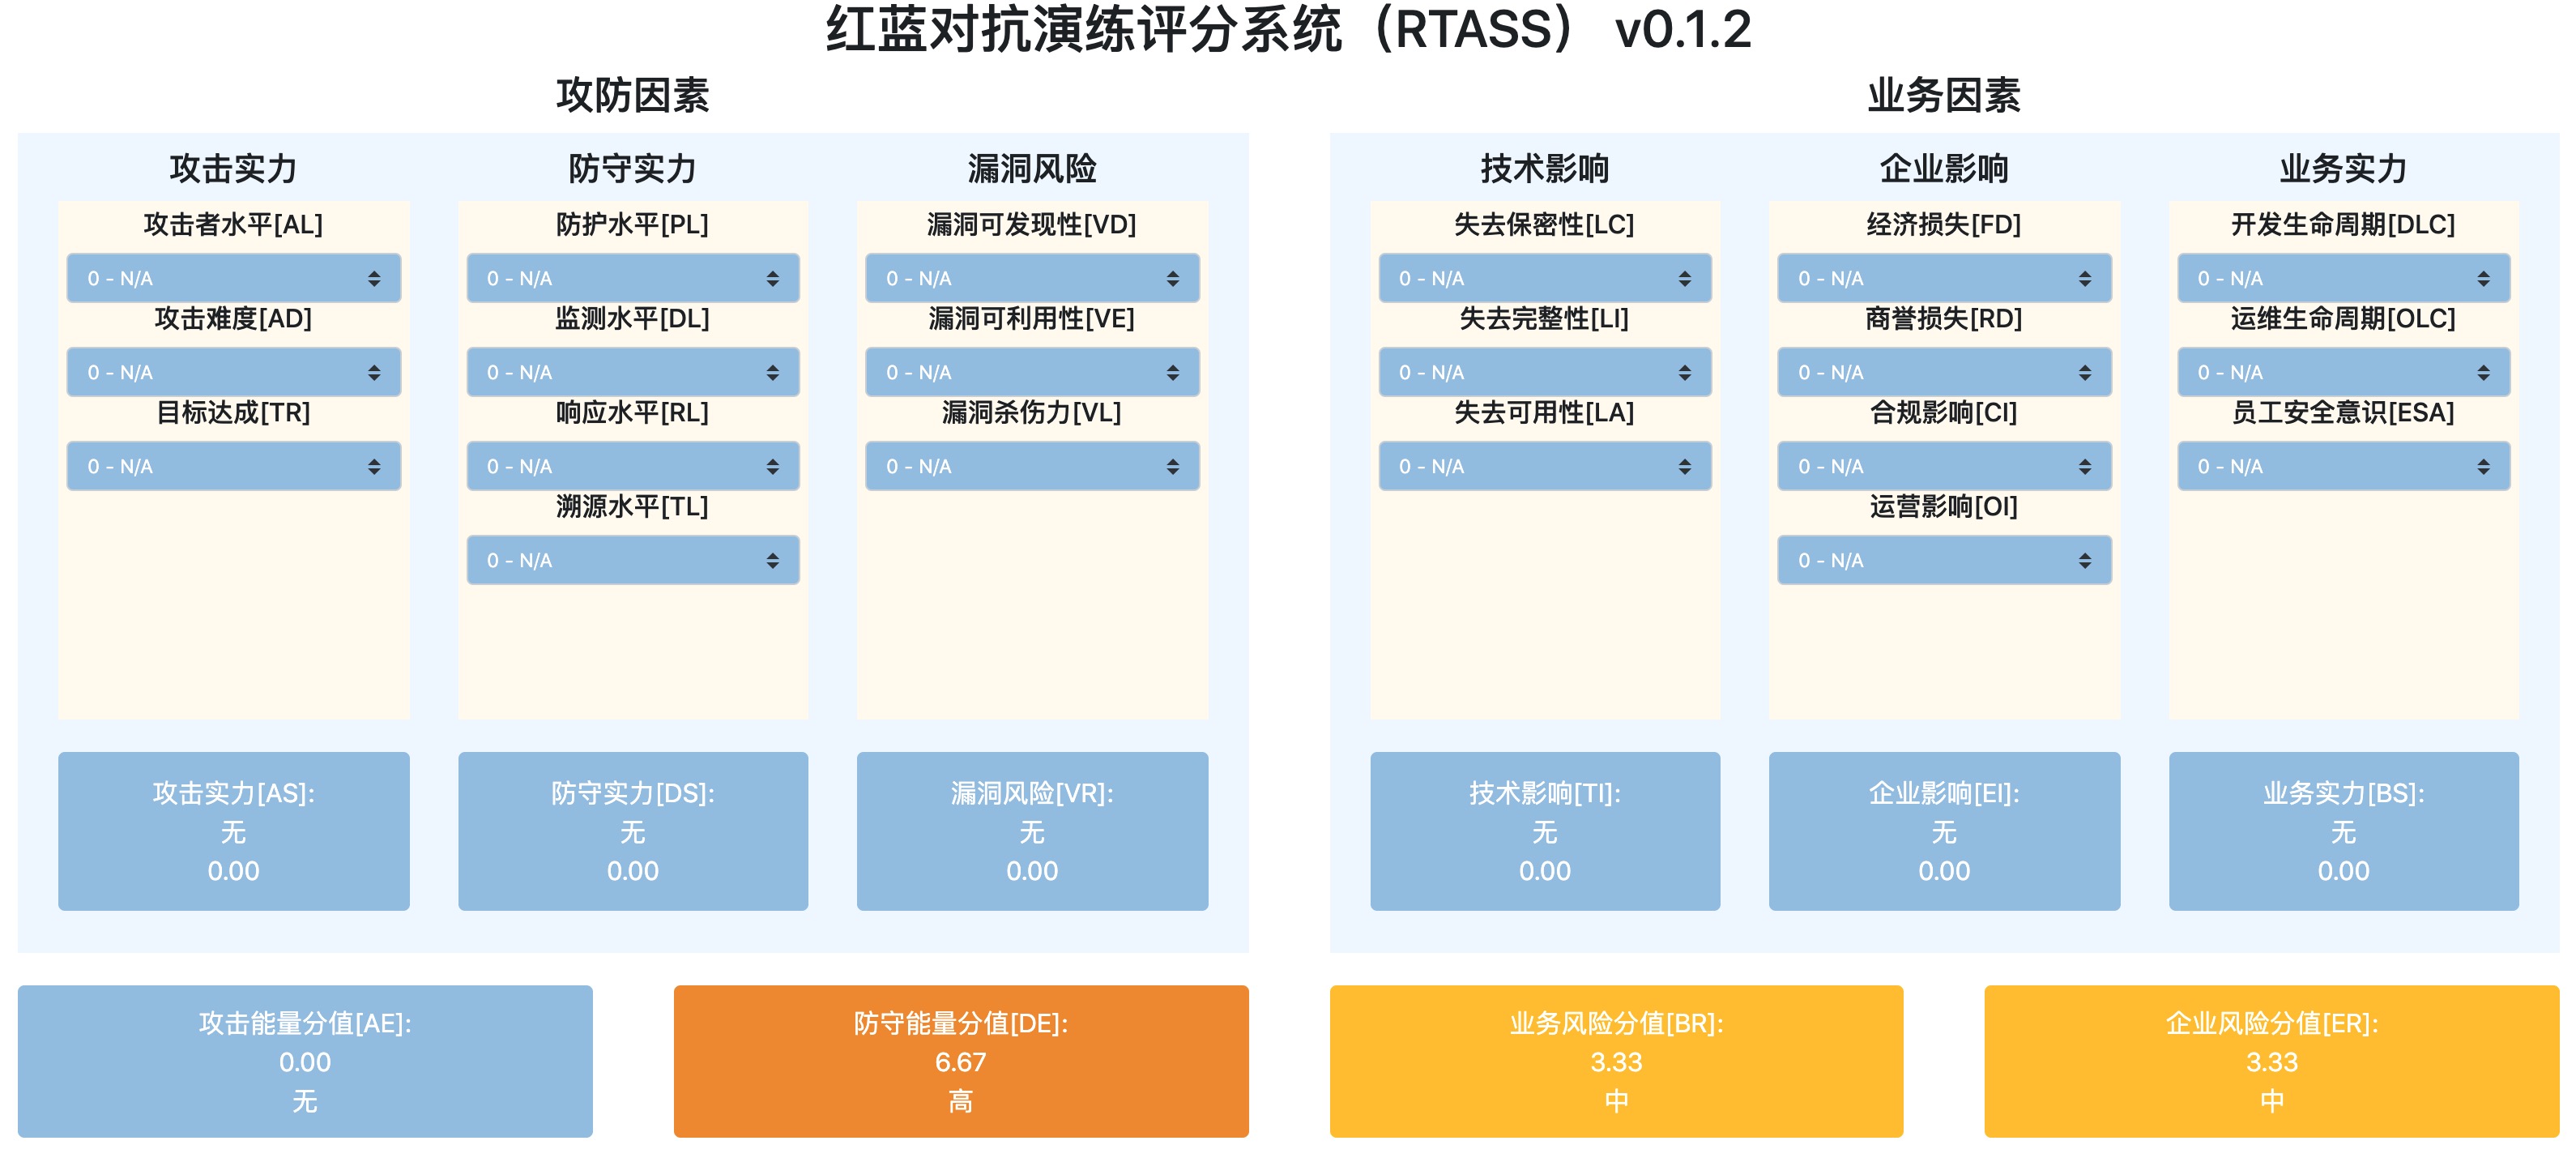 红蓝对抗演练评分系统（RTASS） v0.1.2
攻防因素
攻击实力
攻击者水平[AL]
0 - N/A
攻击难度[AD]
0 - N/A
目标达成[TR]
0 - N/A
防守实力
防护水平[PL]
0 - N/A
监测水平[DL]
0 - N/A
响应水平[RL]
0 - N/A
溯源水平[TL]
0 - N/A
漏洞风险
漏洞可发现性[VD]
0 - N/A
漏洞可利用性[VE]
0 - N/A
漏洞杀伤力[VL]
0 - N/A
攻击实力[AS]:
无
0.00
防守实力[DS]:
无
0.00
漏洞风险[VR]:
无
0.00
业务因素
技术影响
失去保密性[LC]
0 - N/A
失去完整性[LI]
0 - N/A
失去可用性[LA]
0 - N/A
企业影响
经济损失[FD]
0 - N/A
商誉损失[RD]
0 - N/A
合规影响[CI]
0 - N/A
运营影响[OI]
0 - N/A
业务实力
开发生命周期[DLC]
0 - N/A
运维生命周期[OLC]
0 - N/A
员工安全意识[ESA]
0 - N/A
技术影响[TI]:
无
0.00
企业影响[EI]:
无
0.00
业务实力[BS]:
无
0.00
攻击能量分值[AE]:
0.00
无
防守能量分值[DE]:
6.67
高
业务风险分值[BR]:
3.33
中
企业风险分值[ER]:
3.33
中